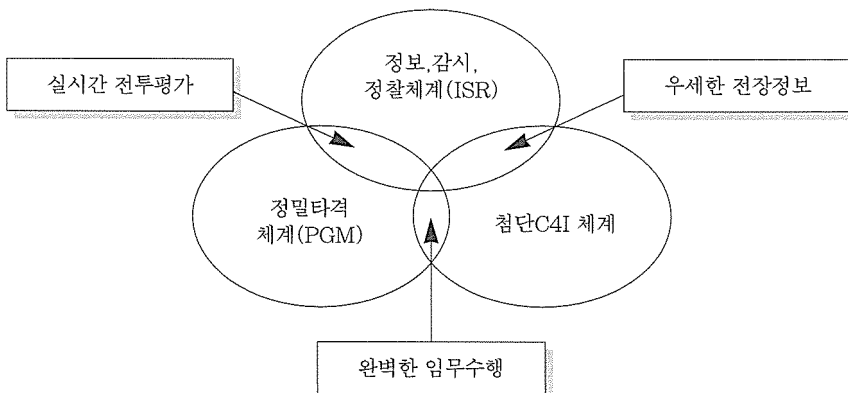 정보,감시,
정찰체계(ISR)
실시간 전투평가
우세한 전장정보
정밀타격
체계(PGM)
첨단C4I 체계
완벽한 임무수행